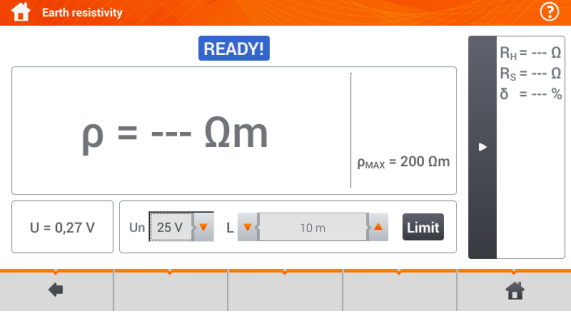 Earth resistivity
?
READY!
ρ = --- Ωm
ρMAX = 200 Ωm
RH = --- Ω
RS = --- Ω
δ = --- %
U = 0,27 V
Un 25 V L 10 m Limit